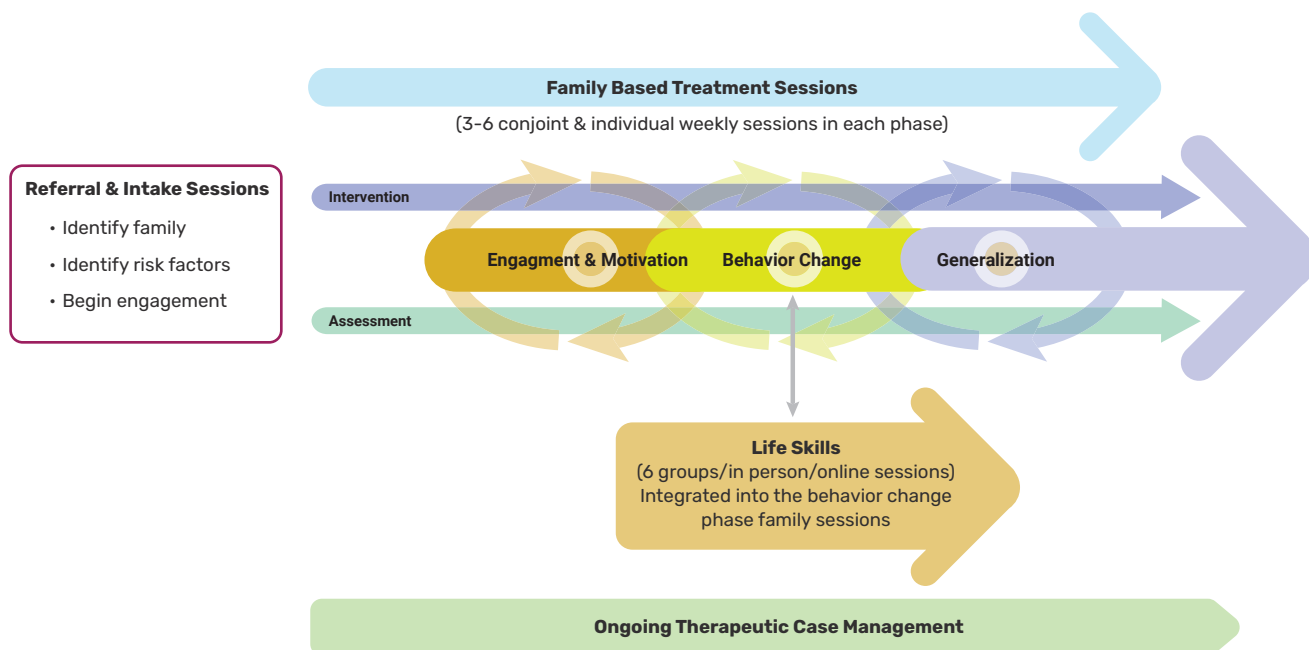 Family Based Treatment Sessions
(3-6 conjoint & individual weekly sessions in each phase)
Referral & Intake Sessions
• Identify family
• Identify risk factors
• Begin engagement
Intervention
Engagment & Motivation
Behavior Change
Generalization
Assessment
Life Skills
(6 groups/in person/online sessions)
Integrated into the behavior change
phase family sessions
Ongoing Therapeutic Case Management